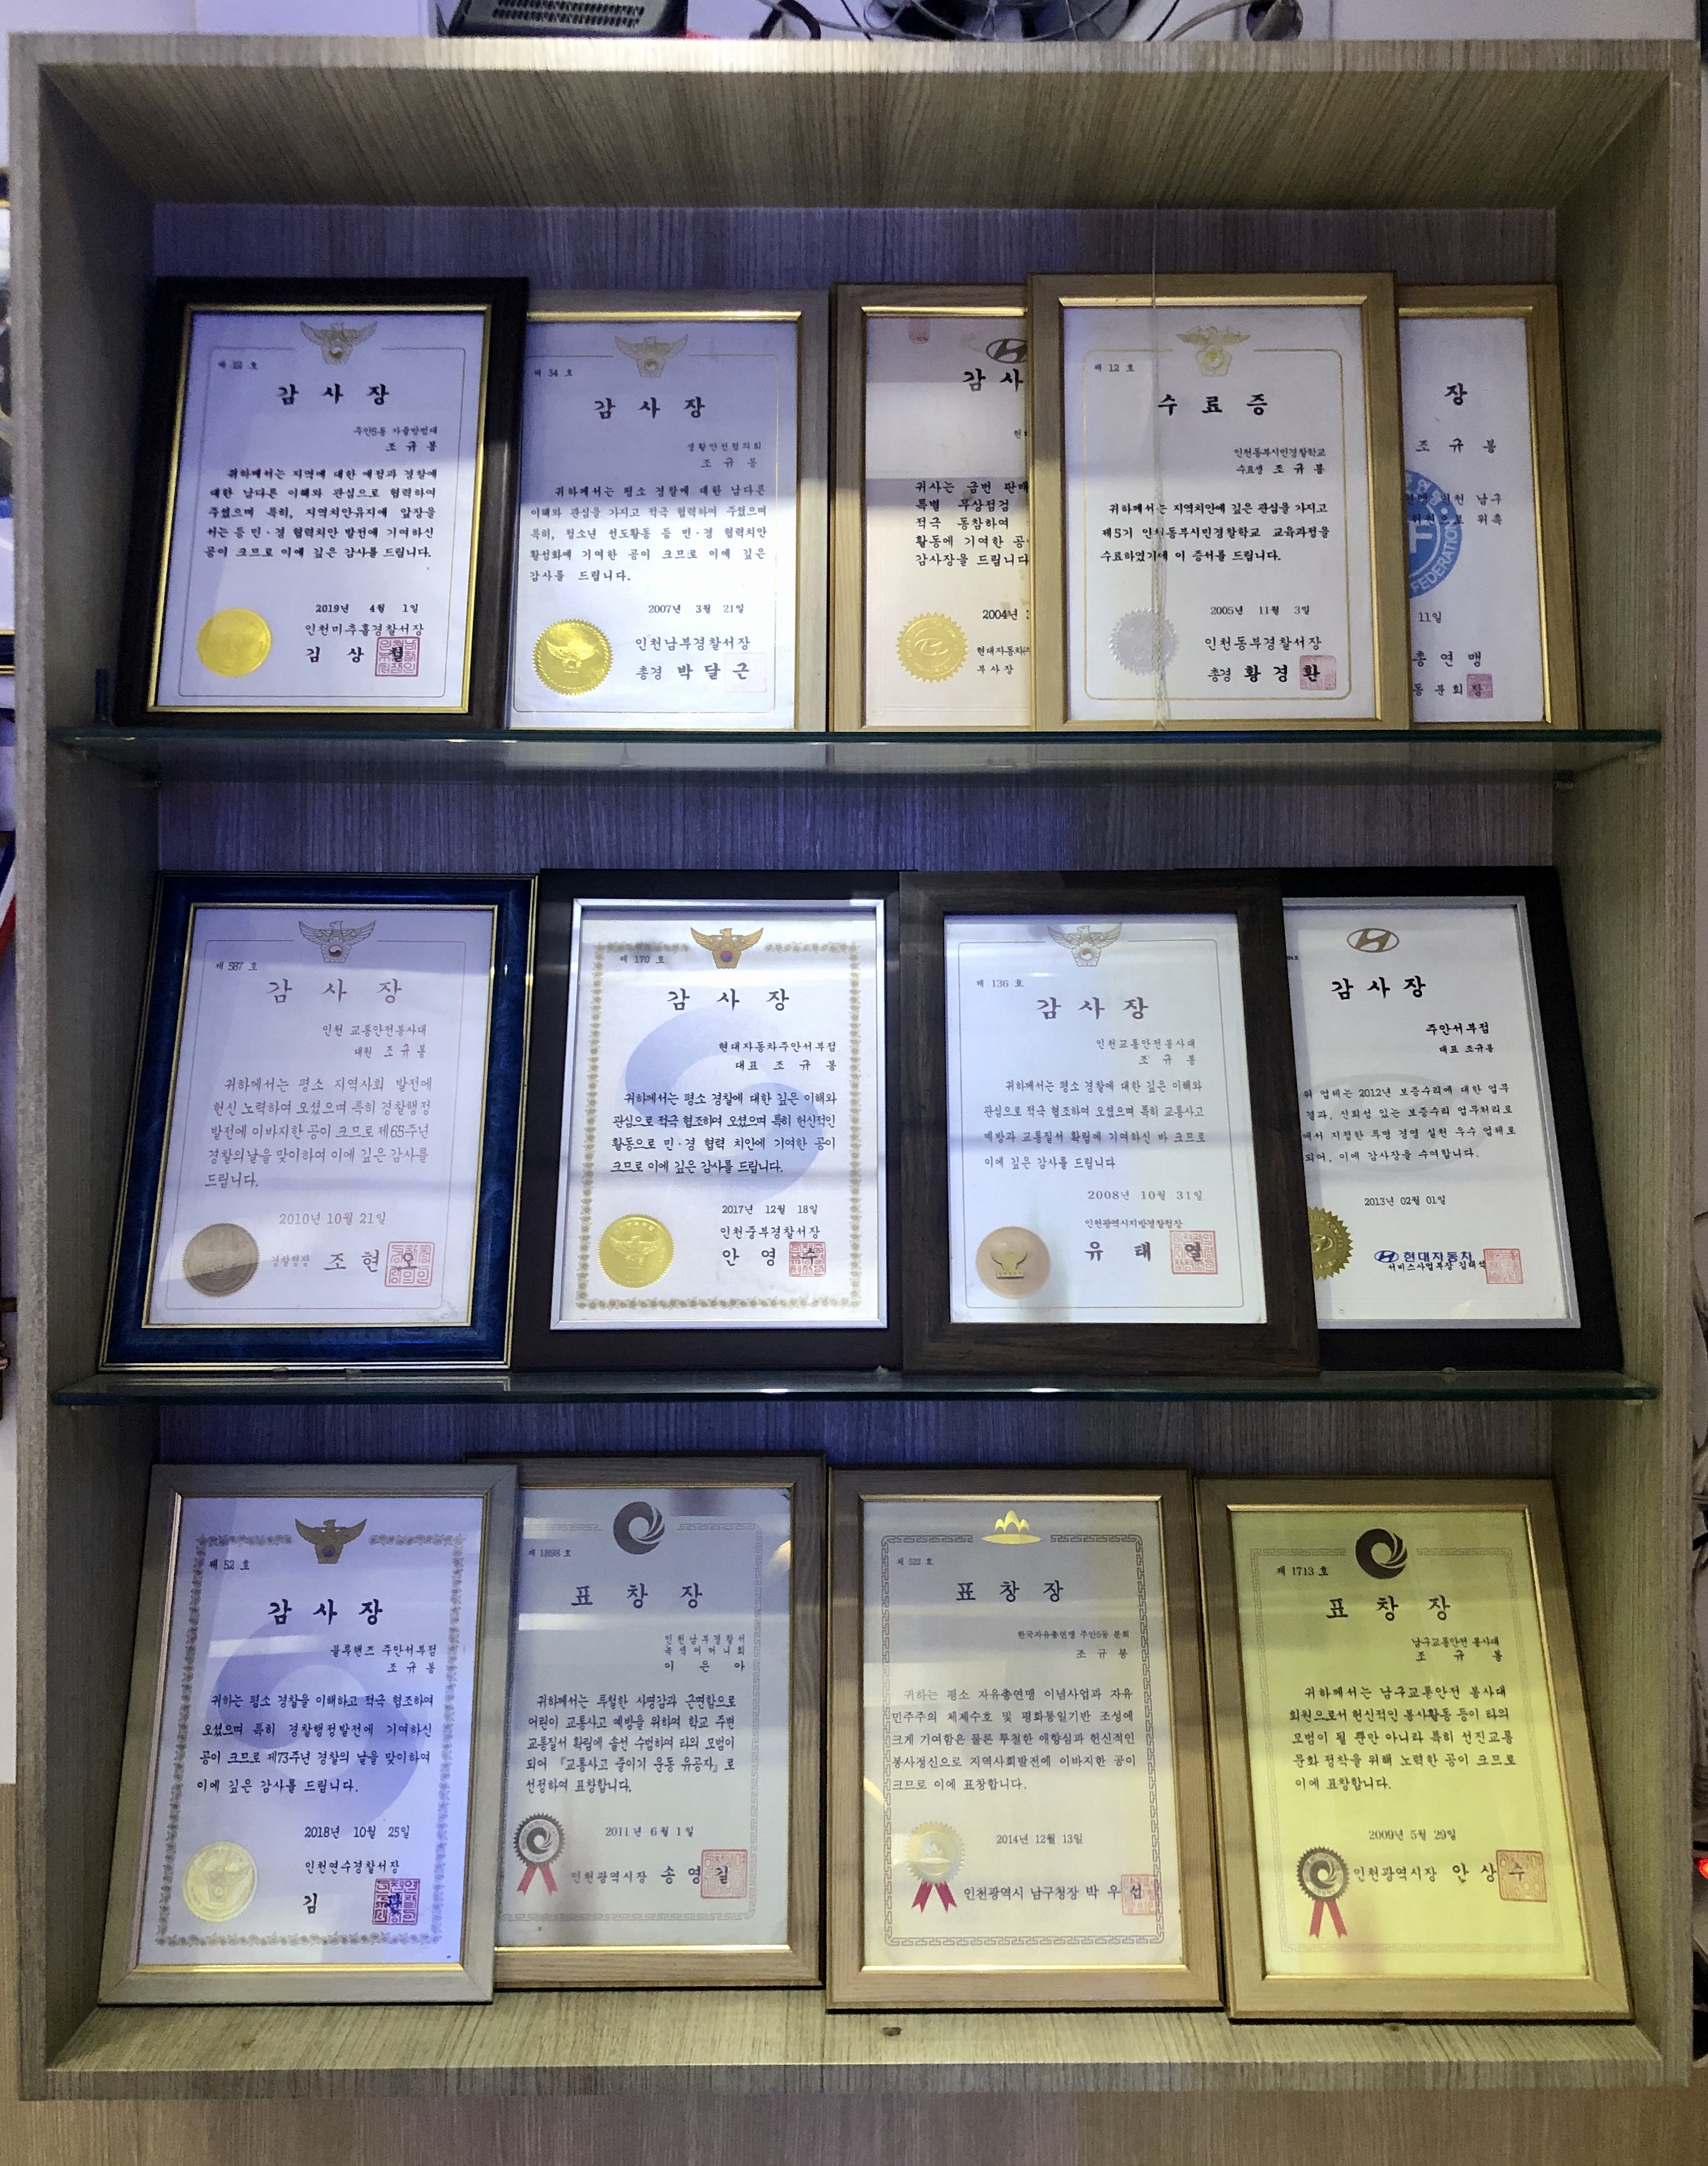 감 사 장
주안5동 자율방범대
조 규 봉
귀하께서는 지역에 대한 애정과 경찰에
대한 남다른 이해와 관심으로 협력하여
주셨으며 특히, 지역치안유지에 앞장을
서는 등 민·경 협력치안 발전에 기여하신
공이 크므로 이에 깊은 감사를 드립니다.
2019년 4월 1일
인천미추홀경찰서장
김 상 철
제 34 호
감 사 장
생활안전협의회
조 규 봉
귀하께서는 평소 경찰에 대한 남다른
이해와 관심을 가지고 적극 협력하여 주셨으며
특히, 청소년 선도활동 등 민·경 협력치안
활성화에 기여한 공이 크므로 이에 깊은
감사를 드립니다.
2007년 3월 21일
인천남부경찰서장
총경 박 달 근
감 사
귀사는 금번 판매
특별 무상점검
적극 동참하여
활동에 기여한 공
감사장을 드립니다
2004년
현대자동차
부사장
제 12 호
수 료 증
인천동부시민경찰학교
수료생 조 규 봉
귀하께서는 지역치안에 깊은 관심을 가지고
제5기 인천동부시민경찰학교 교육과정을
수료하였기에 이 증서를 드립니다.
2005년 11월 3일
인천동부경찰서장
총경 황 경 환
장
조 규 봉
인천 남구
위원으로 위촉
FEDERATION
11일
총 연 맹
동 분 회 장
제 587 호
감 사 장
인천 교통안전봉사대
대원 조 규 봉
귀하께서는 평소 지역사회 발전에
헌신 노력하여 오셨으며 특히 경찰행정
발전에 이바지한 공이 크므로 제65주년
경찰의날을 맞이하여 이에 깊은 감사를
드립니다.
2010년 10월 21일
경찰청장 조 현 오
제 170 호
감 사 장
현대자동차주안서부점
대표 조 규 봉
귀하께서는 평소 경찰에 대한 깊은 이해와
관심으로 적극 협조하여 오셨으며 특히 헌신적인
활동으로 민·경 협력 치안에 기여한 공이
크므로 이에 깊은 감사를 드립니다.
2017년 12월 18일
인천중부경찰서장
안 영 수
제 136 호
감 사 장
인천교통안전봉사대
조 규 봉
귀하께서는 평소 경찰에 대한 깊은 이해와
관심으로 적극 협조하여 오셨으며 특히 교통사고
예방과 교통질서 확립에 기여하신 바 크므로
이에 깊은 감사를 드립니다
2008년 10월 31일
인천광역시지방경찰청장
유 태 열
감 사 장
주안서부점
대표 조규봉
위 업체는 2012년 보증수리에 대한 업무
결과, 신뢰성 있는 보증수리 업무처리로
에서 지정한 투명 경영 실천 우수 업체로
되어, 이에 감사장을 수여합니다.
2013년 02월 01일
현대자동차
서비스사업부장 김태석
제 52 호
감 사 장
블루핸즈 주안서부점
조 규 봉
귀하는 평소 경찰을 이해하고 적극 협조하여
오셨으며 특히 경찰행정발전에 기여하신
공이 크므로 제73주년 경찰의 날을 맞이하여
이에 깊은 감사를 드립니다.
2018년 10월 25일
인천연수경찰서장
김
제 1898 호
표 창 장
인천남부경찰서
녹색어머니회
이 은 아
귀하께서는 투철한 사명감과 근면함으로
어린이 교통사고 예방을 위하여 학교 주변
교통질서 확립에 솔선 수범하여 타의 모범이
되어 『교통사고 줄이기 운동 유공자』로
선정하여 표창합니다.
2011년 6월 1일
인천광역시장 송 영 길
제 522 호
표 창 장
한국자유총연맹 주안5동 분회
조 규 봉
귀하는 평소 자유총연맹 이념사업과 자유
민주주의 체제수호 및 평화통일기반 조성에
크게 기여함은 물론 투철한 애향심과 헌신적인
봉사정신으로 지역사회발전에 이바지한 공이
크므로 이에 표창합니다.
2014년 12월 13일
인천광역시 남구청장 박 우 섭
제 1713 호
표 창 장
남구교통안전 봉사대
조 규 봉
귀하께서는 남구교통안전 봉사대
회원으로서 헌신적인 봉사활동 등이 타의
모범이 될 뿐만 아니라 특히 선진교통
문화 정착을 위해 노력한 공이 크므로
이에 표창합니다.
2009년 5월 29일
인천광역시장 안 상 수